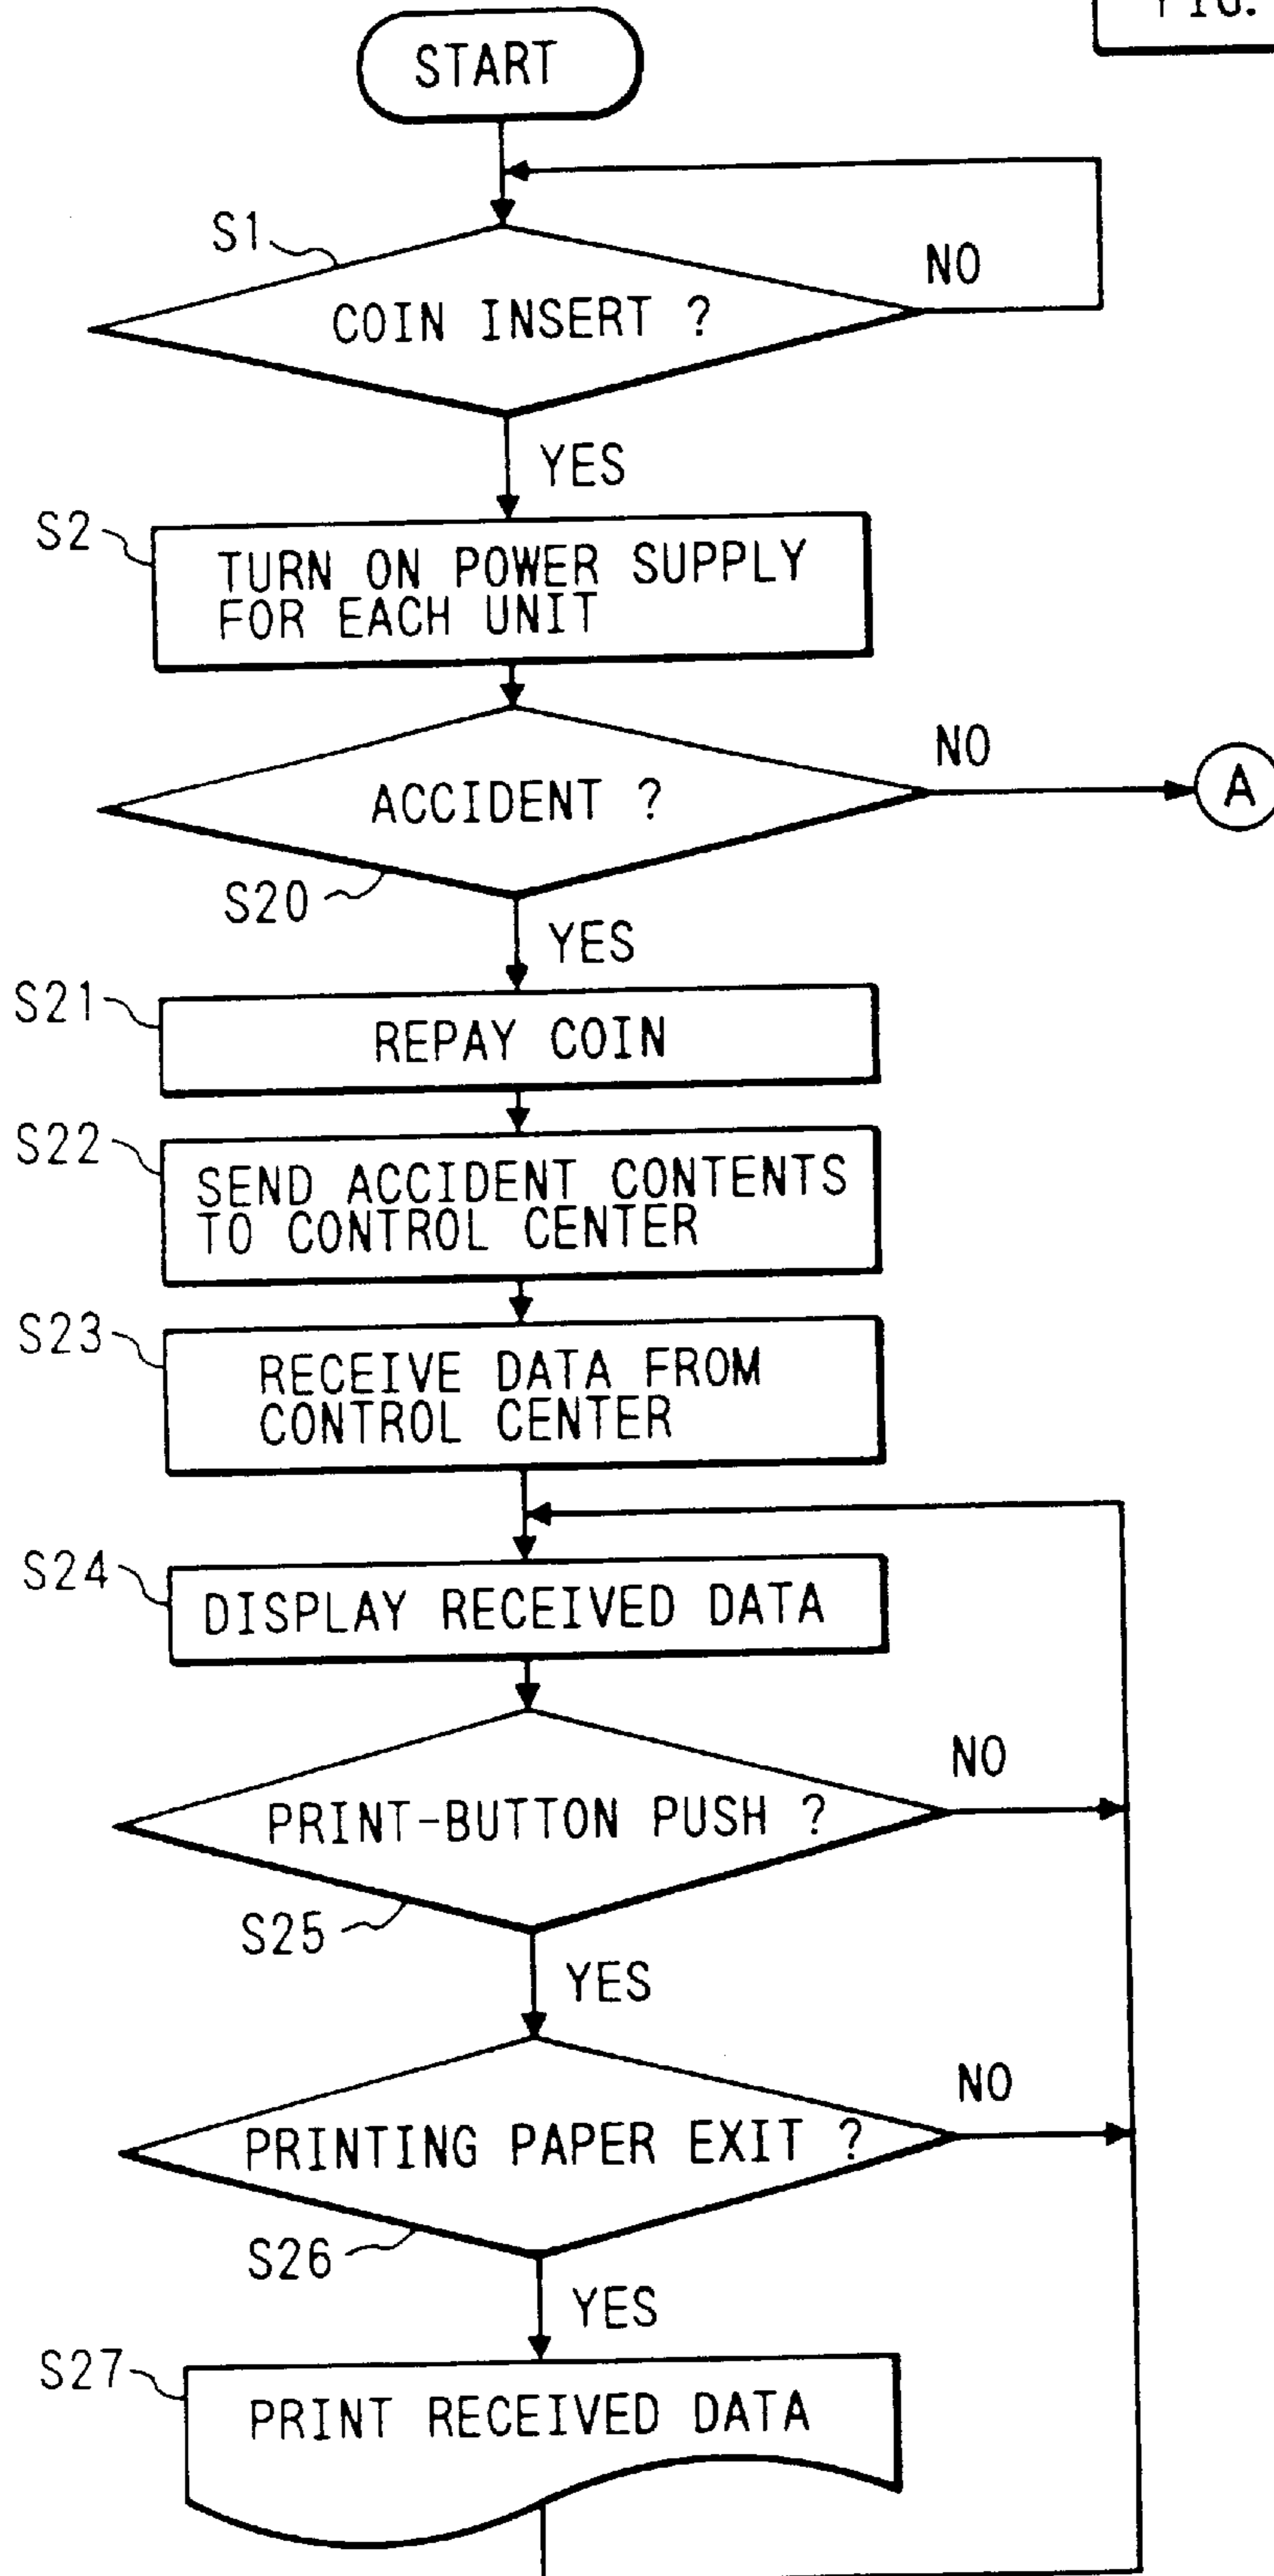 FIG.
START
S1
NO
COIN INSERT ?
YES
S2
TURN ON POWER SUPPLY
FOR EACH UNIT
NO
ACCIDENT ?
A
S20
YES
S21
REPAY COIN
S22
SEND ACCIDENT CONTENTS
TO CONTROL CENTER
S23
RECEIVE DATA FROM
CONTROL CENTER
S24
DISPLAY RECEIVED DATA
NO
PRINT-BUTTON PUSH ?
S25
YES
NO
PRINTING PAPER EXIT ?
S26
YES
S27
PRINT RECEIVED DATA